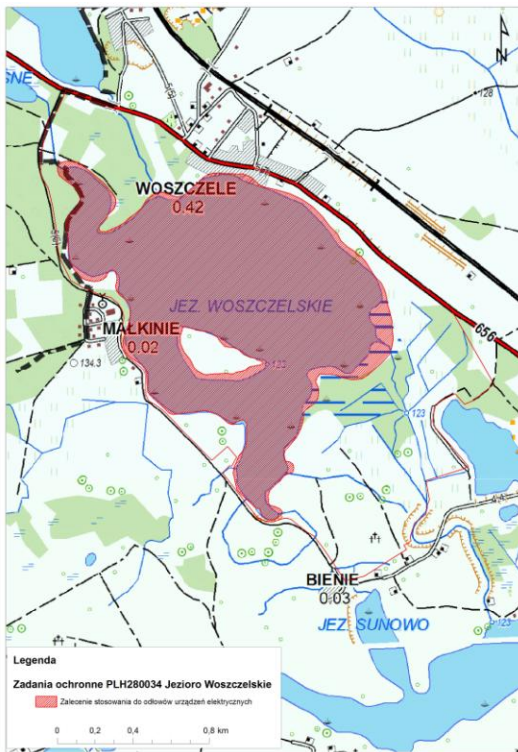 SNE
N
128
WOSZCZELE
0.42
JEZ. WOSZCZELSKIE
MAŁKINIE
0.02
656
134.3
123
123
BIENIE
0.03
JEZ SUNOWO
123
Legenda
Zadania ochronne PLH280034 Jezioro Woszczelskie
Zalecenie stosowania do odłowów urządzeń elektrycznych
0 0,2 0,4 0,8 km